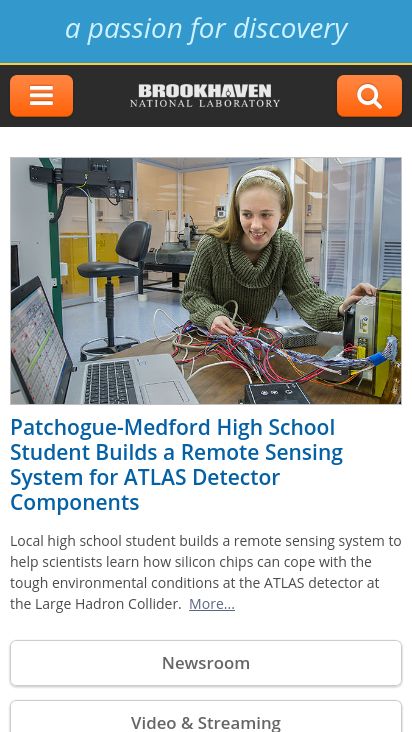 a passion for discovery
BROOKHAVEN
NATIONAL LABORATORY
Patchogue-Medford High School
Student Builds a Remote Sensing
System for ATLAS Detector
Components
Local high school student builds a remote sensing system to
help scientists learn how silicon chips can cope with the
tough environmental conditions at the ATLAS detector at
the Large Hadron Collider. More...
Newsroom
Video & Streaming